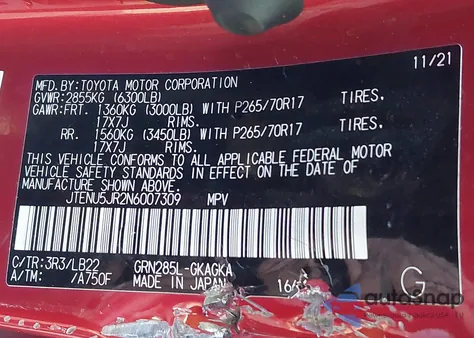 11/21
MFD.BY:TOYOTA MOTOR CORPORATION
GVWR:2855KG (6300LB)
GAWR:FRT. 1360KG (3000LB) WITH P265/70R17 TIRES,
17X7J RIMS.
RR. 1560KG (3450LB) WITH P265/70R17 TIRES,
17X7J RIMS.
THIS VEHICLE CONFORMS TO ALL APPLICABLE FEDERAL MOTOR
VEHICLE SAFETY STANDARDS IN EFFECT ON THE DATE OF
MANUFACTURE SHOWN ABOVE.
JTENU5JR2N6007309 MPV
C/TR:3R3/LB22 GRN285L-GKAGKA
A/TM: /A750F MADE IN JAPAN 16 G
autosnap